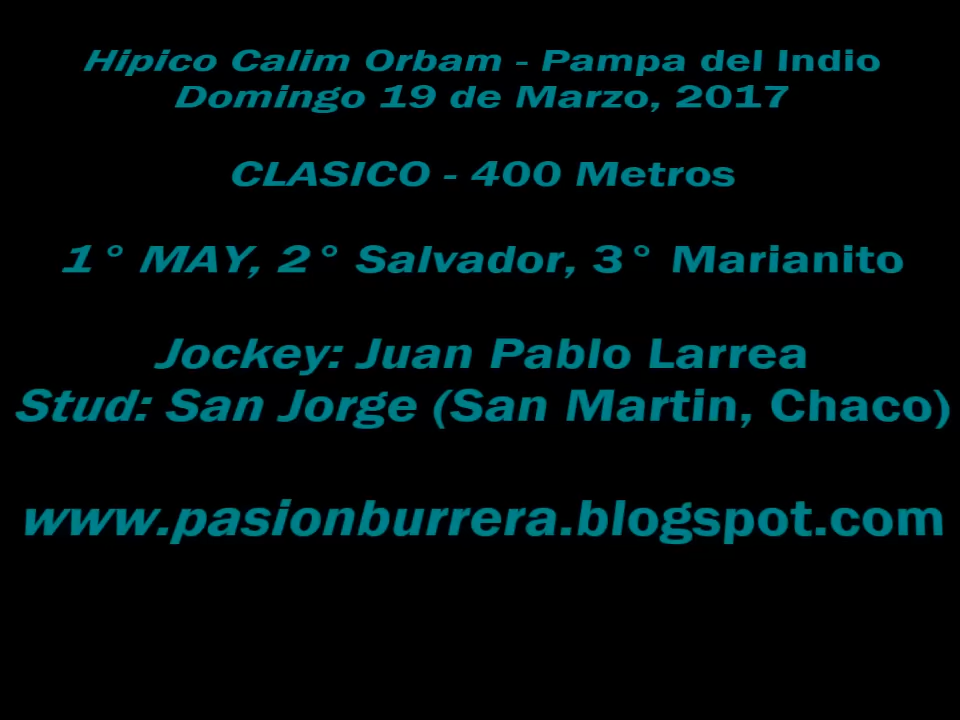 Hipico Calim Orbam - Pampa del Indio
Domingo 19 de Marzo, 2017
CLASICO - 400 Metros
1° MAY, 2° Salvador, 3° Marianito
Jockey: Juan Pablo Larrea
Stud: San Jorge (San Martin, Chaco)
www.pasionburrera.blogspot.com